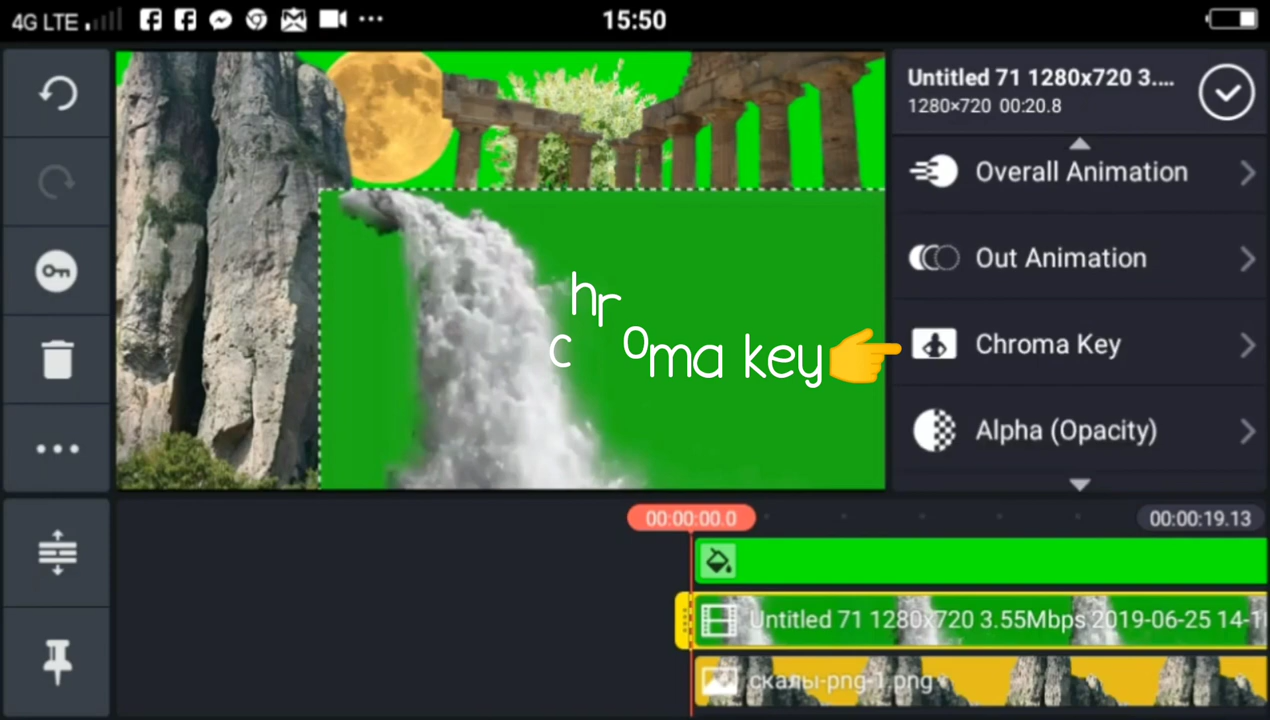 4G LTE
15:50
Untitled 71 1280x720 3....
1280×720 00:20.8
Overall Animation
Out Animation
chroma key
Chroma Key
Alpha (Opacity)
00:00:00.0
00:00:19.13
Untitled 71 1280x720 3.55Mbps 2019-06-25 14-1
скалы-png-1.png